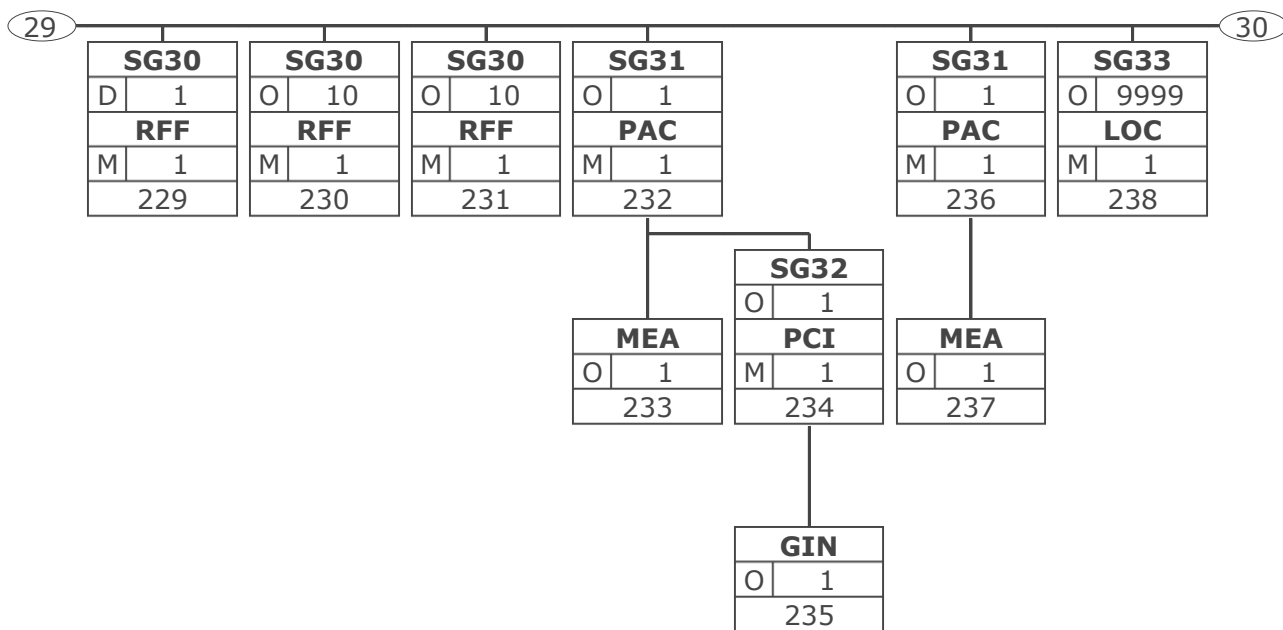 29
30
SG30 SG30 SG30 SG31 SG31 SG33
D 1 O 10 O 10 O 1 O 1 O 9999
RFF RFF RFF PAC PAC LOC
M 1 M 1 M 1 M 1 M 1 M 1
229 230 231 232 236 238
SG32
O 1
MEA PCI MEA
O 1 M 1 O 1
233 234 237
GIN
O 1
235